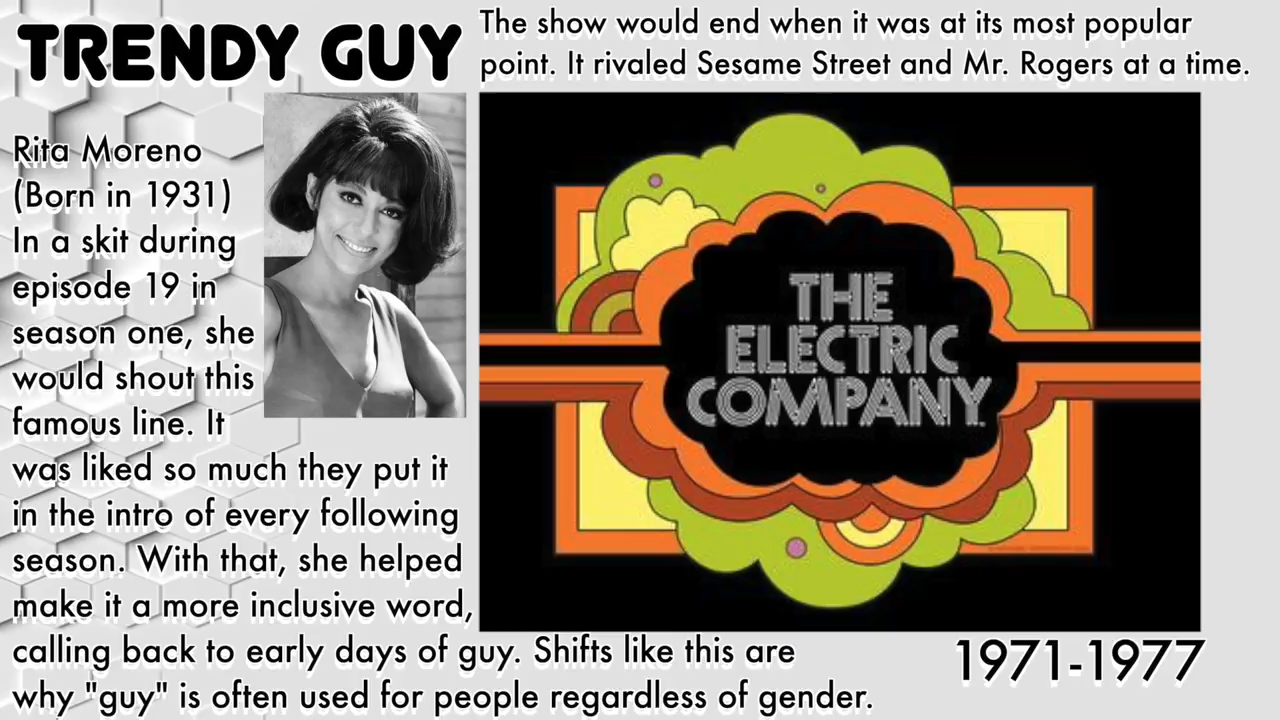 TRENDY GUY
The show would end when it was at its most popular
point. It rivaled Sesame Street and Mr. Rogers at a time.
Rita Moreno
(Born in 1931)
In a skit during
episode 19 in
season one, she
would shout this
famous line. It
was liked so much they put it
in the intro of every following
season. With that, she helped
make it a more inclusive word,
calling back to early days of guy. Shifts like this are
why "guy" is often used for people regardless of gender.
THE
ELECTRIC
COMPANY
1971-1977